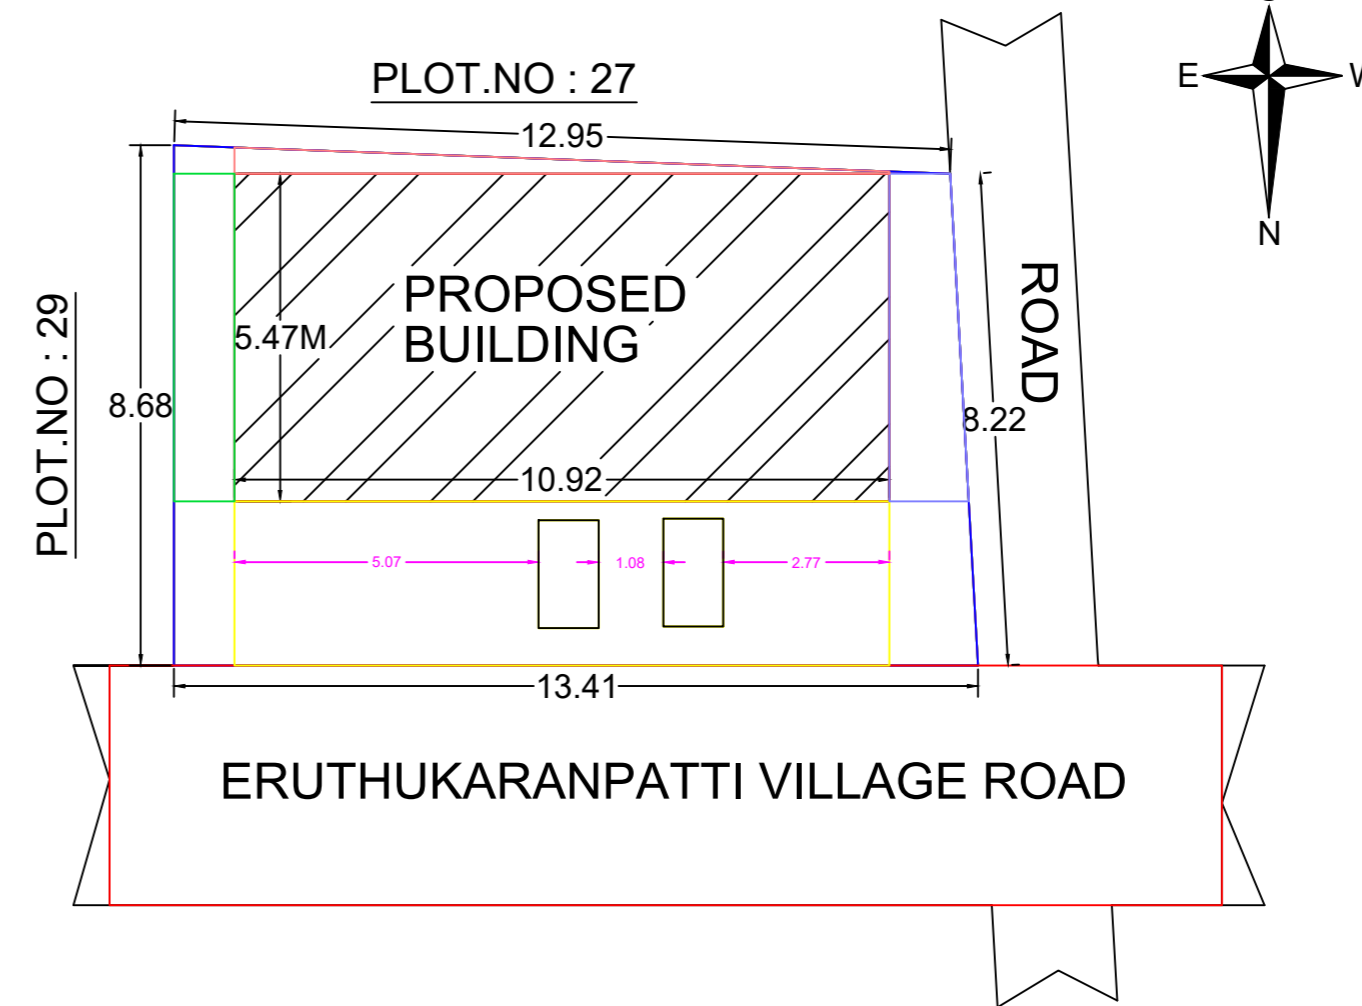 PLOT.NO : 27
12.95
E
N
PLOT.NO : 29
8.68
5.47M
PROPOSED
BUILDING
10.92
8.22
ROAD
5.07
1.08
2.77
13.41
ERUTHUKARANPATTI VILLAGE ROAD